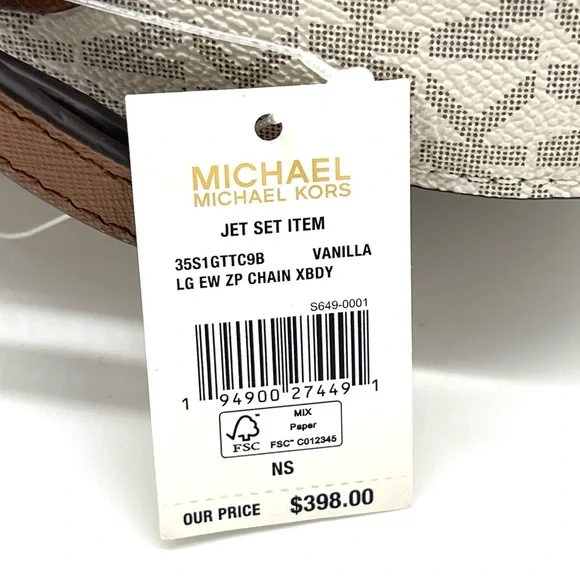 MICHAEL
MICHAEL KORS
JET SET ITEM
35S1GTTC9B VANILLA
LG EW ZP CHAIN XBDY
S649-0001
1 94900 27449 1
FSC
MIX
Paper
FSC™ C012345
NS
OUR PRICE $398.00